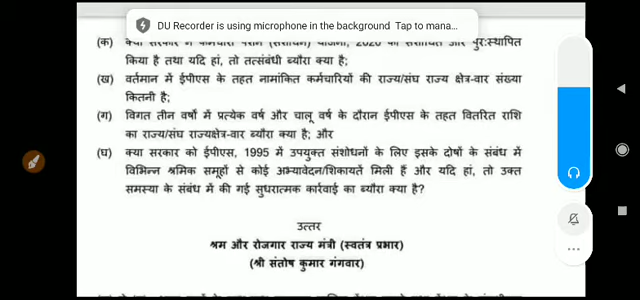 DU Recorder is using microphone in the background Tap to mana...
(क)
किया है तथा यदि हां, तो तत्संबंधी ब्यौरा क्या है;
(ख) वर्तमान में ईपीएस के तहत नामांकित कर्मचारियों की राज्य/संघ राज्य क्षेत्र-वार संख्या
कितनी है;
(ग) विगत तीन वर्षों में प्रत्येक वर्ष और चालू वर्ष के दौरान ईपीएस के तहत वितरित राशि
का राज्य/संघ राज्यक्षेत्र-वार ब्यौरा क्या है; और
(घ) क्या सरकार को ईपीएस, 1995 में उपयुक्त संशोधनों के लिए इसके दोषों के संबंध में
विभिन्न श्रमिक समूहों से कोई अभ्यावेदन/शिकायतें मिली हैं और यदि हां, तो उक्त
समस्या के संबंध में की गई सुधारात्मक कार्रवाई का ब्यौरा क्या है?
उत्तर
श्रम और रोजगार राज्य मंत्री (स्वतंत्र प्रभार)
(श्री संतोष कुमार गंगवार)